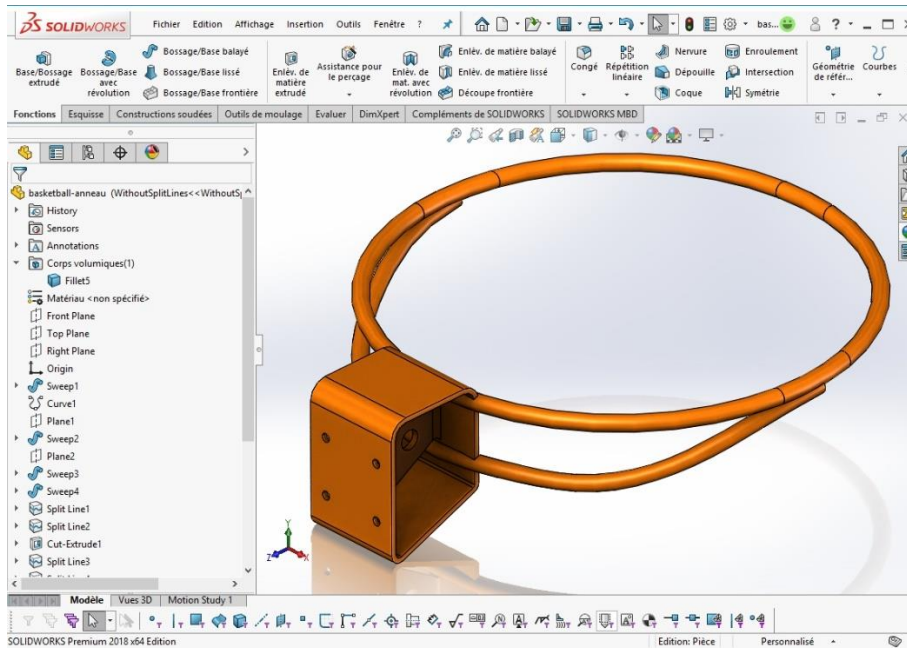 SOLIDWORKS Fichier Edition Affichage Insertion Outils Fenêtre ? bas... ?
Base/Bossage extrudé
Bossage/Base avec révolution
Bossage/Base balayé
Bossage/Base lissé
Bossage/Base frontière
Enlèv. de matière extrudé
Assistance pour le perçage
Enlèv. de mat. avec révolution
Enlèv. de matière balayé
Enlèv. de matière lissé
Découpe frontière
Congé
Répétition linéaire
Nervure
Dépouille
Coque
Enroulement
Intersection
Symétrie
Géométrie de référ...
Courbes
Fonctions Esquisse Constructions soudées Outils de moulage Evaluer DimXpert Compléments de SOLIDWORKS SOLIDWORKS MBD
basketball-anneau (WithoutSplitLines<<WithoutS
History
Sensors
Annotations
Corps volumiques(1)
Fillet5
Matériau <non spécifié>
Front Plane
Top Plane
Right Plane
Origin
Sweep1
Curve1
Plane1
Sweep2
Plane2
Sweep3
Sweep4
Split Line1
Split Line2
Cut-Extrude1
Split Line3
Y
Z
X
Modèle Vues 3D Motion Study 1
SOLIDWORKS Premium 2018 x64 Edition Edition: Pièce Personnalisé